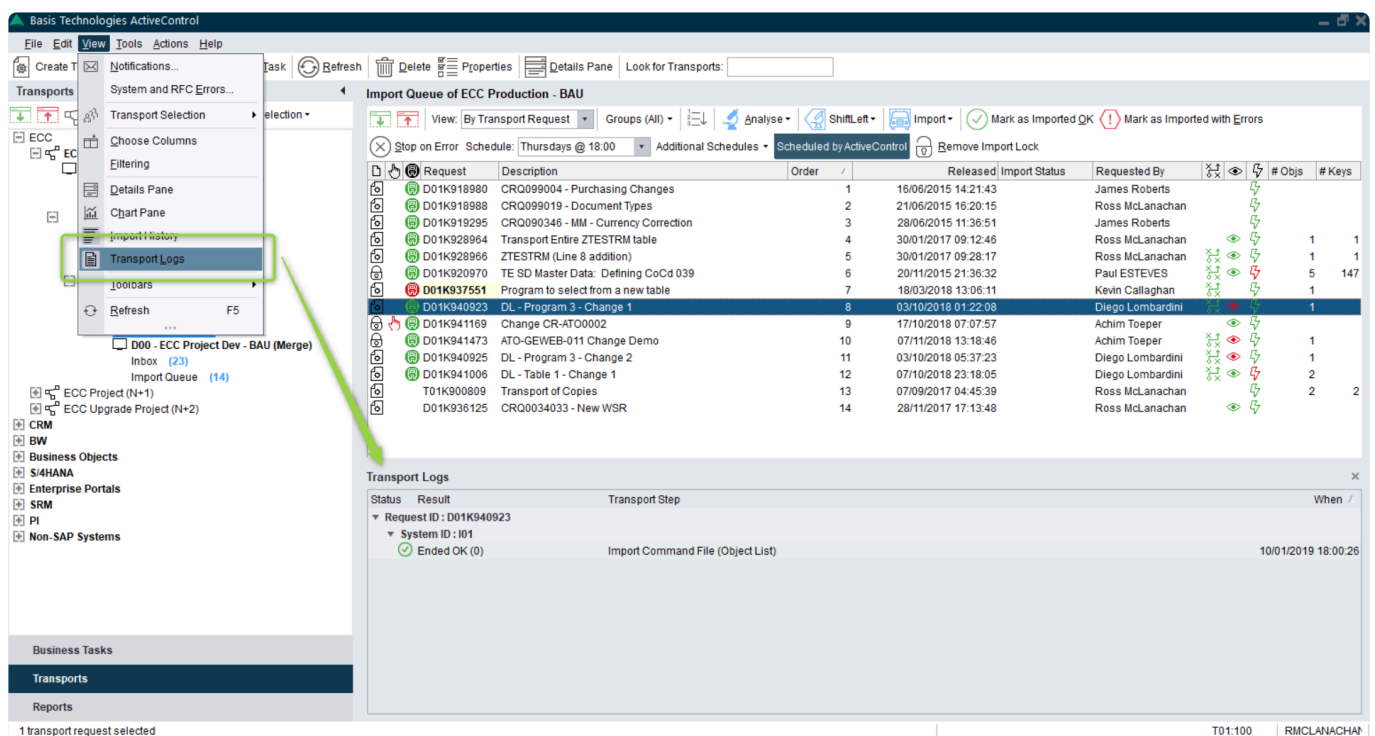 Basis Technologies ActiveControl
File Edit View Tools Actions Help
Create T Task Refresh Delete Properties Details Pane Look for Transports:
Notifications...
System and RFC Errors...
Transport Selection
Choose Columns
Filtering
Details Pane
Chart Pane
Import History
Transport Logs
Toolbars
Refresh F5
...
Transports
election
ECC
EC
D00 - ECC Project Dev - BAU (Merge)
Inbox (23)
Import Queue (14)
ECC Project (N+1)
ECC Upgrade Project (N+2)
CRM
BW
Business Objects
S/4HANA
Enterprise Portals
SRM
PI
Non-SAP Systems
Business Tasks
Transports
Reports
Import Queue of ECC Production - BAU
View: By Transport Request Groups (All) Analyse ShiftLeft Import Mark as Imported OK Mark as Imported with Errors
Stop on Error Schedule: Thursdays @ 18:00 Additional Schedules Scheduled by ActiveControl Remove Import Lock
Request Description Order Released Import Status Requested By # Objs # Keys
D01K918980 CRQ099004 - Purchasing Changes 1 16/06/2015 14:21:43 James Roberts
D01K918988 CRQ099019 - Document Types 2 21/06/2015 16:20:15 Ross McLanachan
D01K919295 CRQ090346 - MM - Currency Correction 3 28/06/2015 11:36:51 James Roberts
D01K928964 Transport Entire ZTESTRM table 4 30/01/2017 09:12:46 Ross McLanachan 1 1
D01K928966 ZTESTRM (Line 8 addition) 5 30/01/2017 09:28:17 Ross McLanachan 1 1
D01K920970 TE SD Master Data: Defining CoCd 039 6 20/11/2015 21:36:32 Paul ESTEVES 5 147
D01K937551 Program to select from a new table 7 18/03/2018 13:06:11 Kevin Callaghan 1
D01K940923 DL - Program 3 - Change 1 8 03/10/2018 01:22:08 Diego Lombardini 1
D01K941169 Change CR-ATO0002 9 17/10/2018 07:07:57 Achim Toeper
D01K941473 ATO-GEWEB-011 Change Demo 10 07/11/2018 13:18:46 Achim Toeper 1
D01K940925 DL - Program 3 - Change 2 11 03/10/2018 05:37:23 Diego Lombardini 1
D01K941006 DL - Table 1 - Change 1 12 07/10/2018 23:18:05 Diego Lombardini 2
T01K900809 Transport of Copies 13 07/09/2017 04:45:39 Ross McLanachan 2 2
D01K936125 CRQ0034033 - New WSR 14 28/11/2017 17:13:48 Ross McLanachan
Transport Logs
Status Result Transport Step When
Request ID : D01K940923
System ID : I01
Ended OK (0) Import Command File (Object List) 10/01/2019 18:00:26
1 transport request selected T01:100 RMCLANACHAN